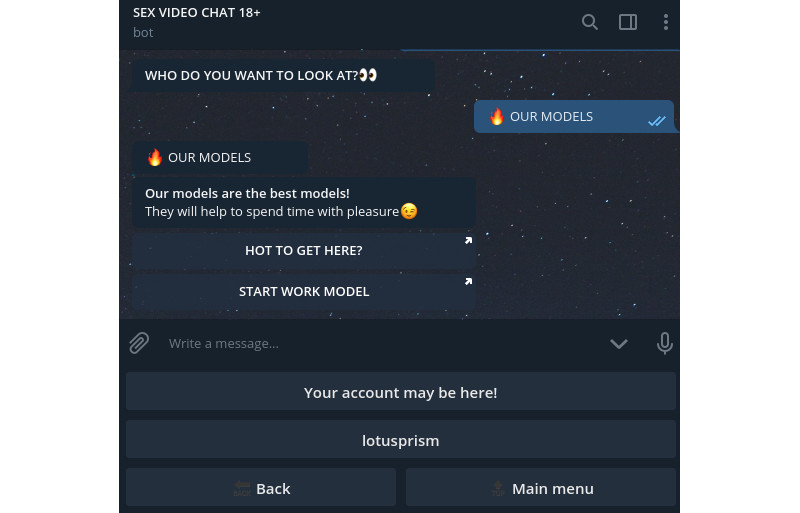 SEX VIDEO CHAT 18+
bot
WHO DO YOU WANT TO LOOK AT?👀
🔥 OUR MODELS
🔥 OUR MODELS
Our models are the best models!
They will help to spend time with pleasure😉
HOT TO GET HERE?
START WORK MODEL
Write a message...
Your account may be here!
lotusprism
Back
Main menu